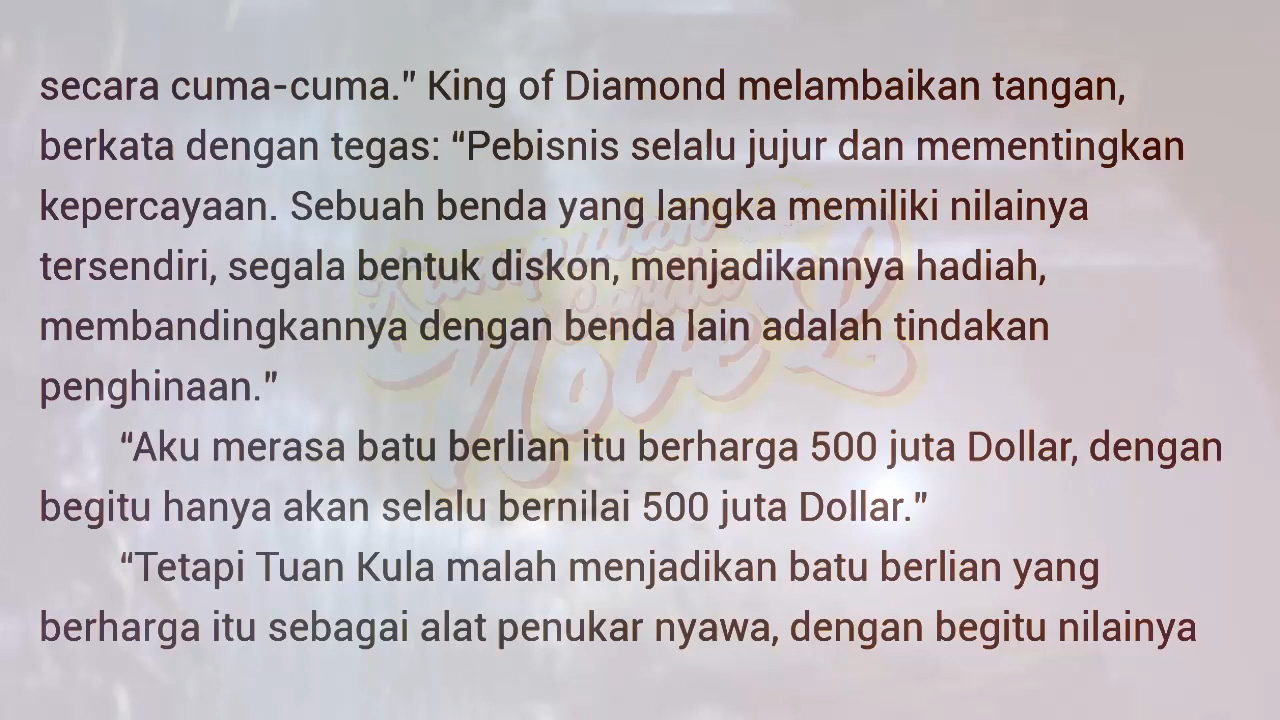 secara cuma-cuma.” King of Diamond melambaikan tangan,
berkata dengan tegas: “Pebisnis selalu jujur dan mementingkan
kepercayaan. Sebuah benda yang langka memiliki nilainya
tersendiri, segala bentuk diskon, menjadikannya hadiah,
membandingkannya dengan benda lain adalah tindakan
penghinaan.”
“Aku merasa batu berlian itu berharga 500 juta Dollar, dengan
begitu hanya akan selalu bernilai 500 juta Dollar.”
“Tetapi Tuan Kula malah menjadikan batu berlian yang
berharga itu sebagai alat penukar nyawa, dengan begitu nilainya
Kumpulan
Cerita
Novel